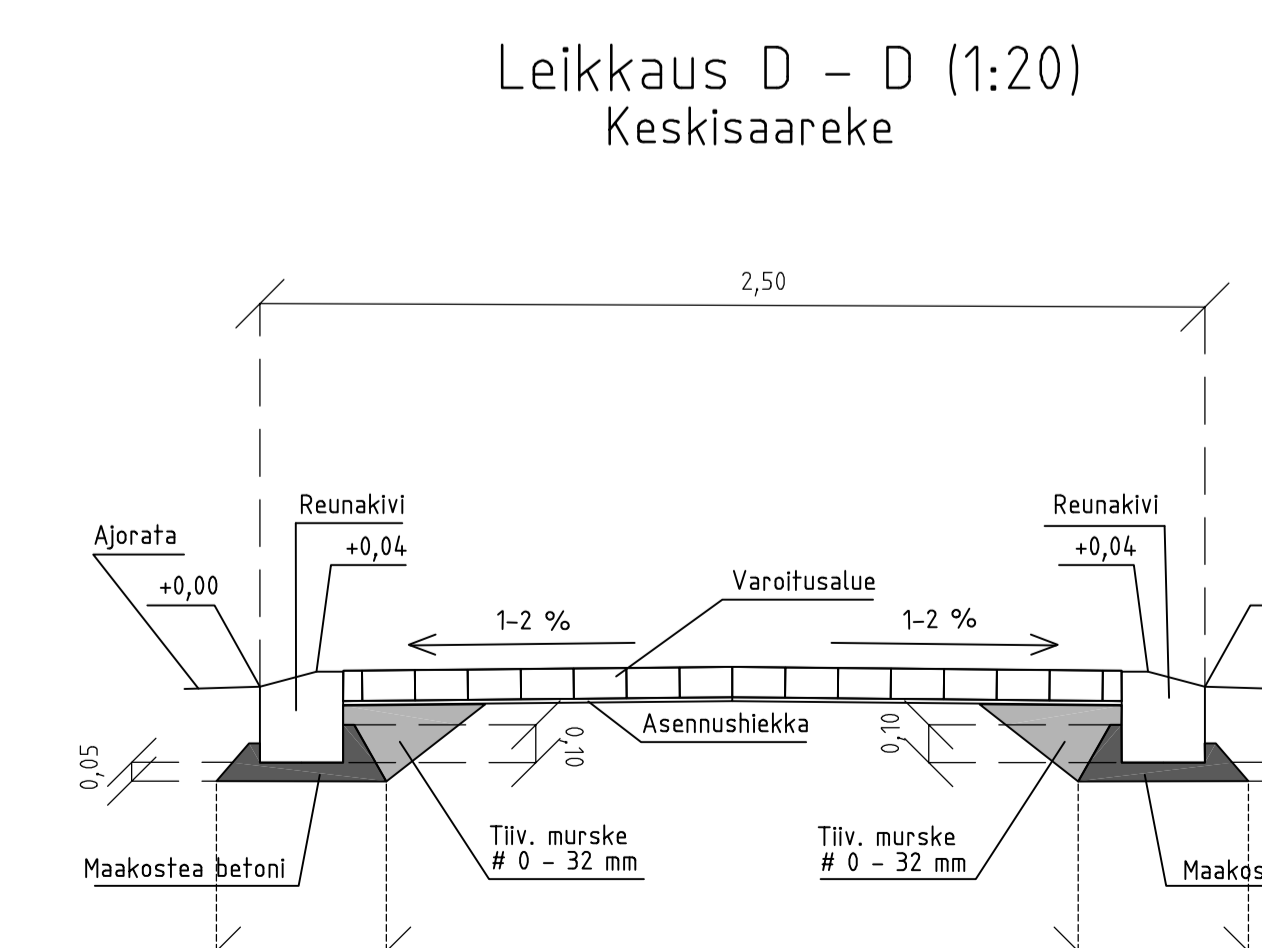 Leikkaus D – D (1:20)
Keskisaareke
2,50
Reunakivi
Reunakivi
Ajorata
+0,04
+0,04
+0,00
Varoitusalue
1–2 %
1–2 %
Asennushiekka
0,10
0,10
0,05
Tiiv. murske
# 0 – 32 mm
Tiiv. murske
# 0 – 32 mm
Maakostea betoni
Maakos